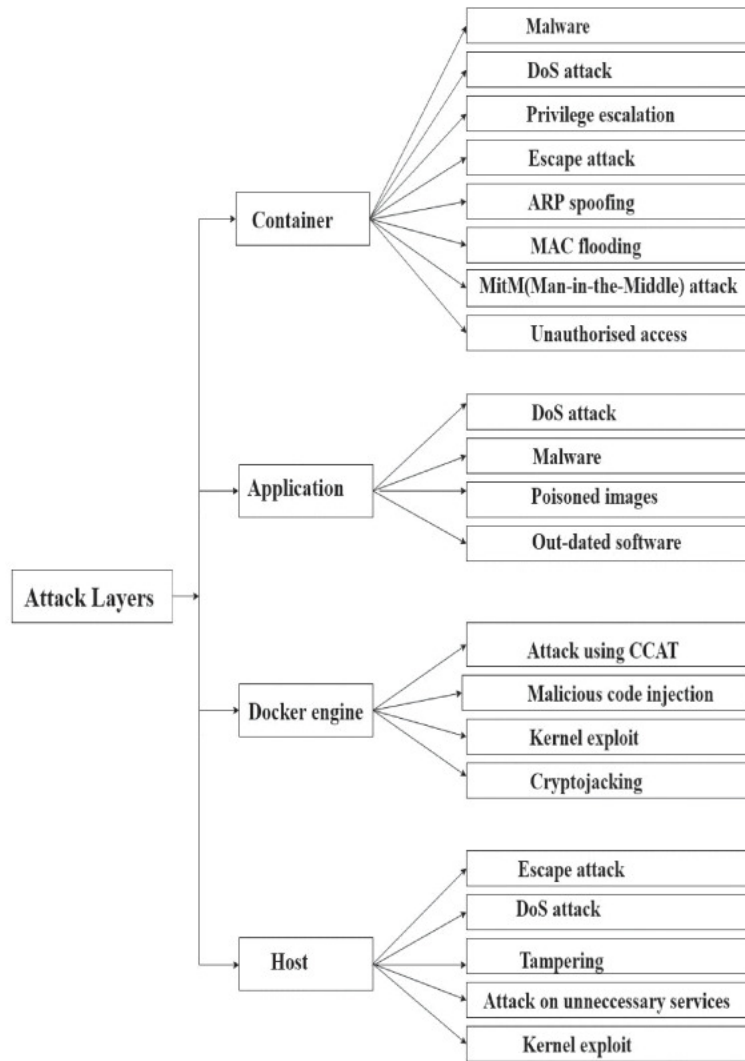 Attack Layers
Container
Malware
DoS attack
Privilege escalation
Escape attack
ARP spoofing
MAC flooding
MitM(Man-in-the-Middle) attack
Unauthorised access
Application
DoS attack
Malware
Poisoned images
Out-dated software
Docker engine
Attack using CCAT
Malicious code injection
Kernel exploit
Cryptojacking
Host
Escape attack
DoS attack
Tampering
Attack on unneccessary services
Kernel exploit